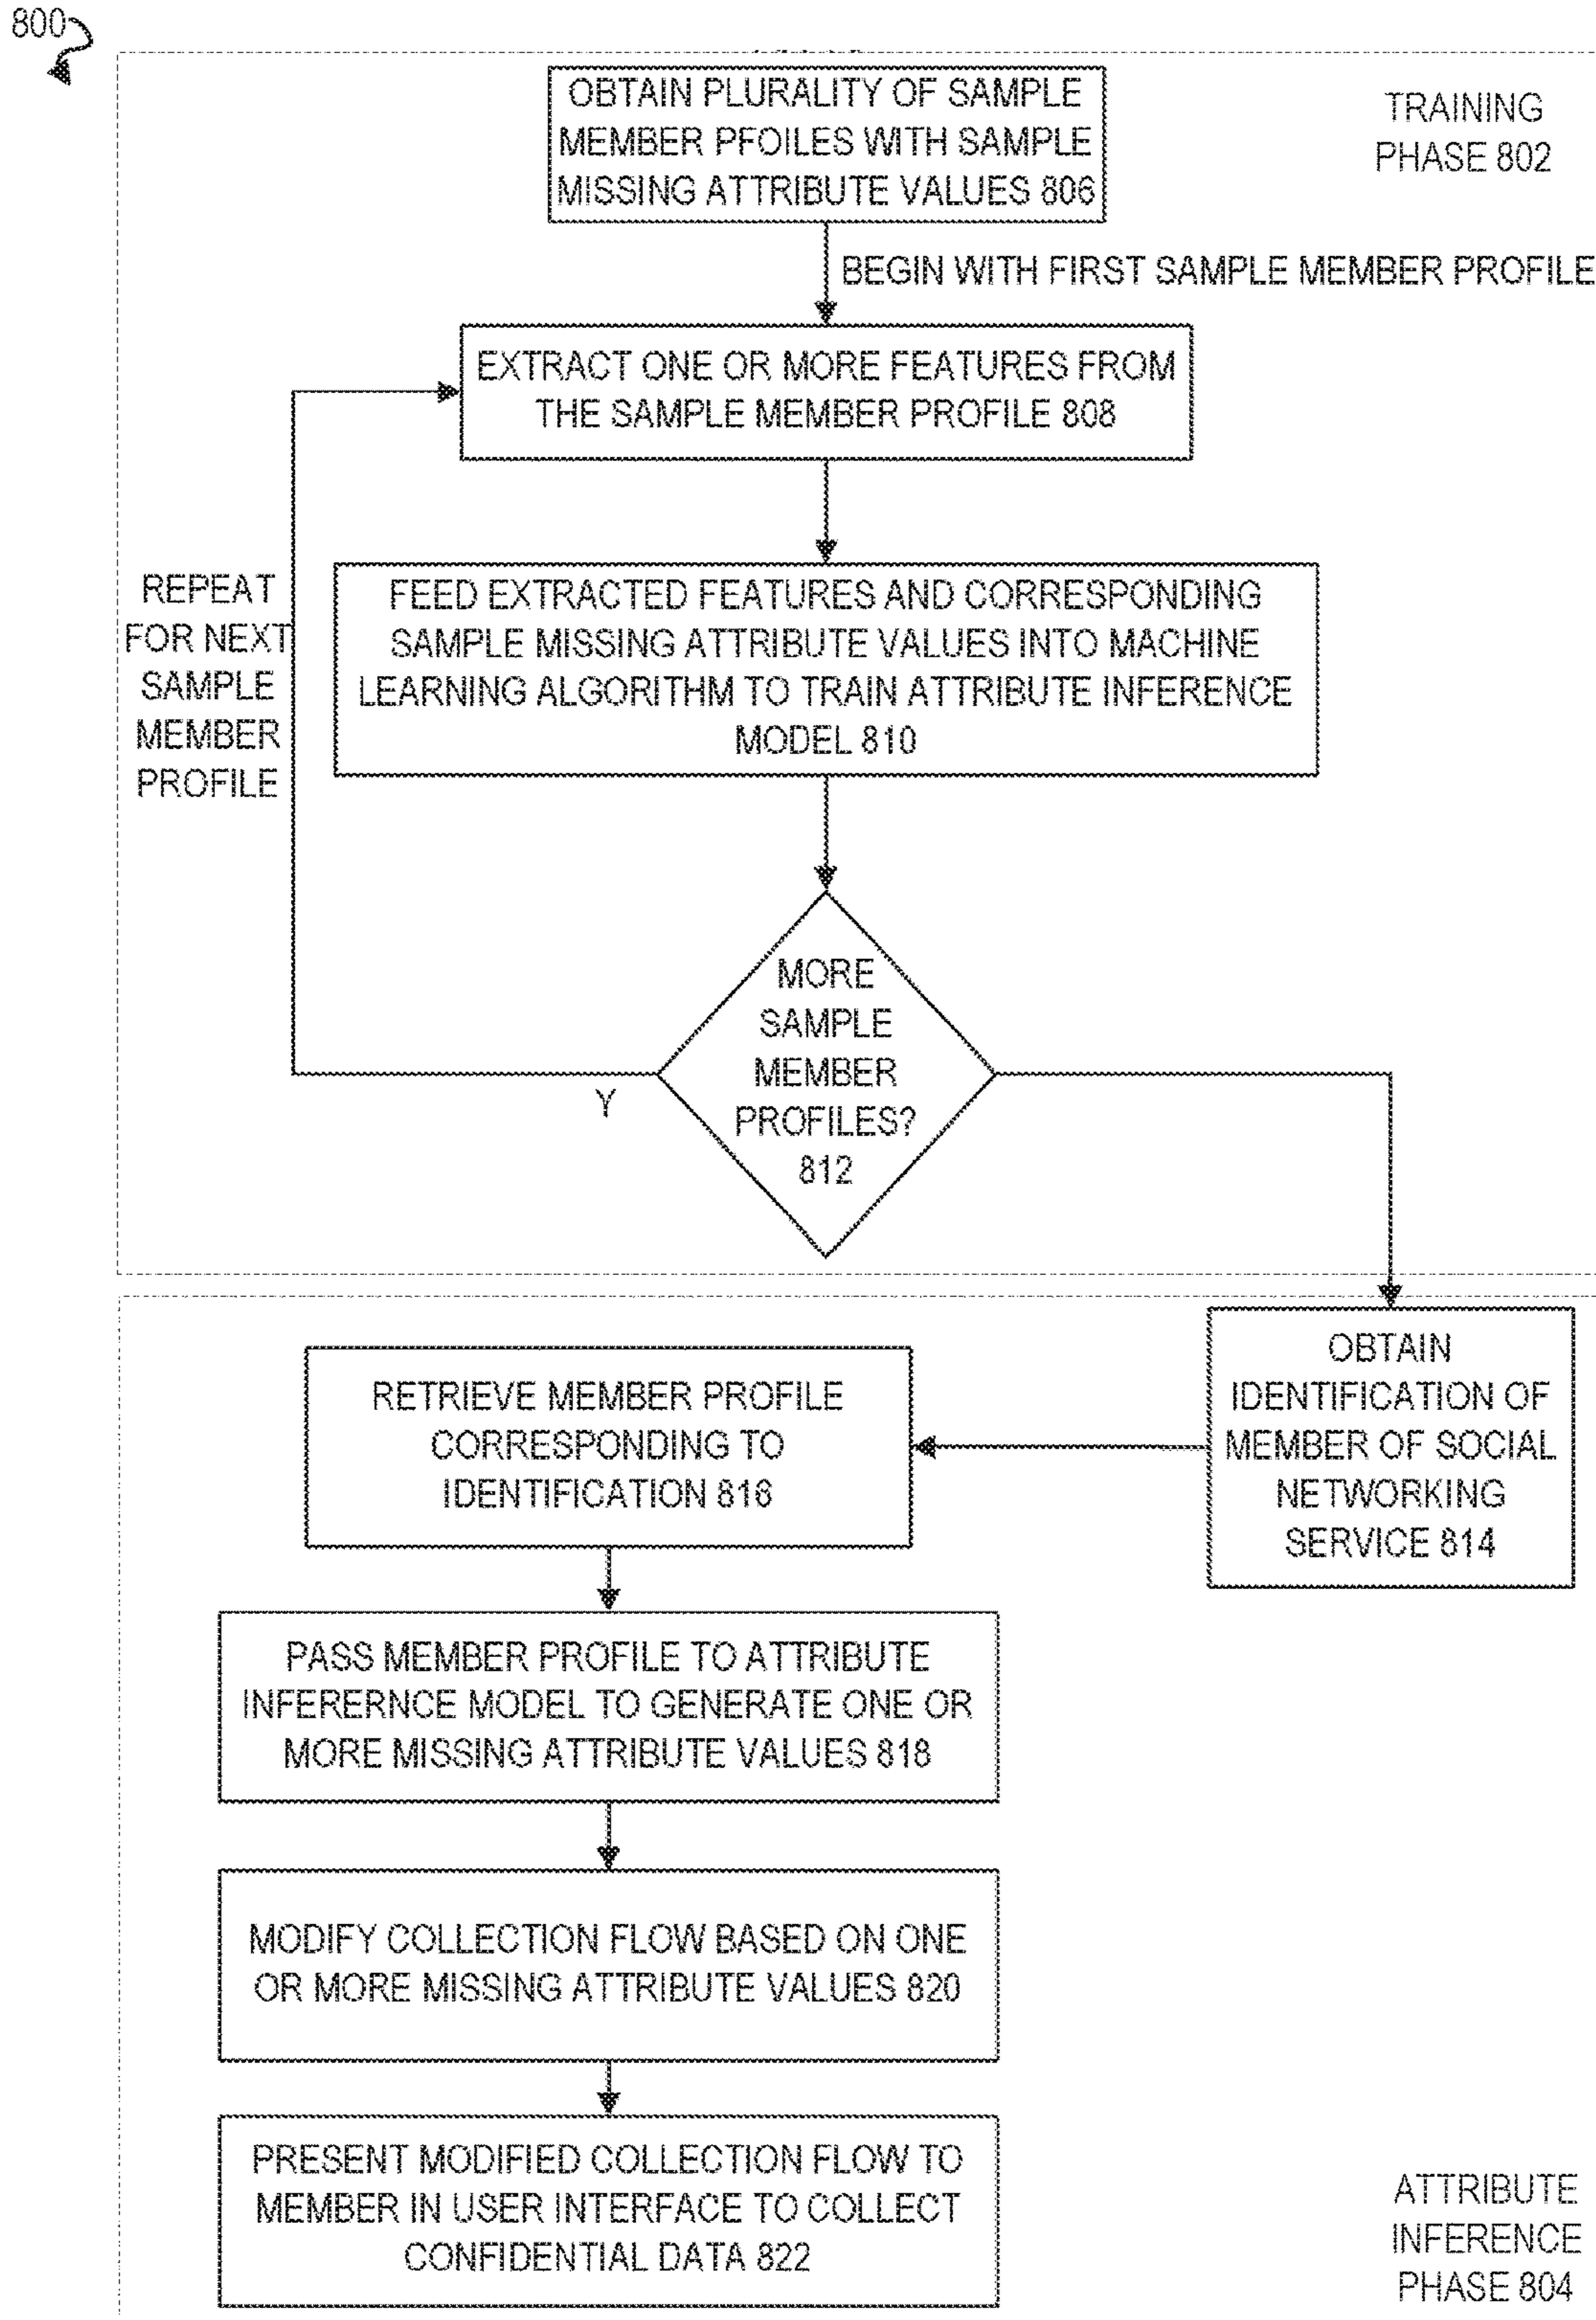 800
OBTAIN PLURALITY OF SAMPLE
MEMBER PFOILES WITH SAMPLE
MISSING ATTRIBUTE VALUES 806
TRAINING
PHASE 802
BEGIN WITH FIRST SAMPLE MEMBER PROFILE
EXTRACT ONE OR MORE FEATURES FROM
THE SAMPLE MEMBER PROFILE 808
REPEAT
FOR NEXT
SAMPLE
MEMBER
PROFILE
FEED EXTRACTED FEATURES AND CORRESPONDING
SAMPLE MISSING ATTRIBUTE VALUES INTO MACHINE
LEARNING ALGORITHM TO TRAIN ATTRIBUTE INFERENCE
MODEL 810
MORE
SAMPLE
MEMBER
PROFILES?
812
Y
OBTAIN
IDENTIFICATION OF
MEMBER OF SOCIAL
NETWORKING
SERVICE 814
RETRIEVE MEMBER PROFILE
CORRESPONDING TO
IDENTIFICATION 816
PASS MEMBER PROFILE TO ATTRIBUTE
INFERERNCE MODEL TO GENERATE ONE OR
MORE MISSING ATTRIBUTE VALUES 818
MODIFY COLLECTION FLOW BASED ON ONE
OR MORE MISSING ATTRIBUTE VALUES 820
PRESENT MODIFIED COLLECTION FLOW TO
MEMBER IN USER INTERFACE TO COLLECT
CONFIDENTIAL DATA 822
ATTRIBUTE
INFERENCE
PHASE 804